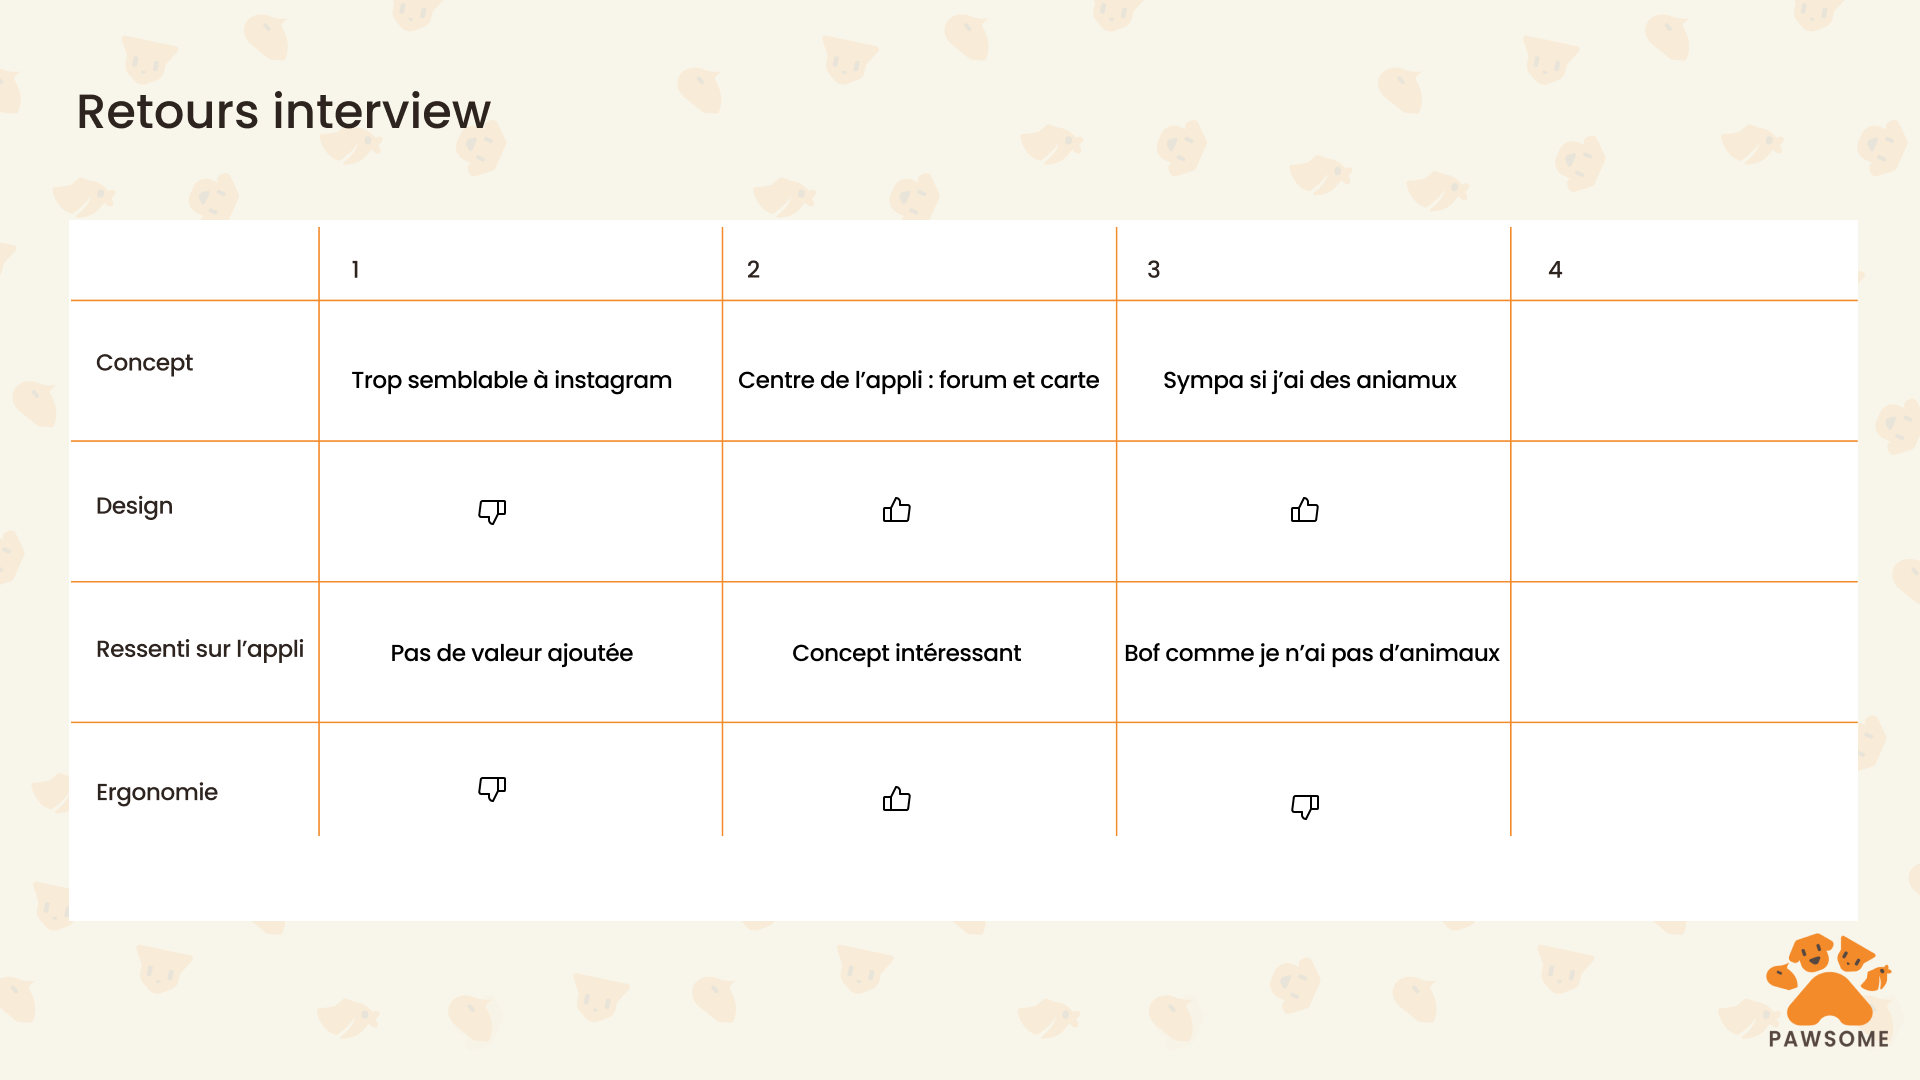 Retours interview
1 2 3 4
Concept Trop semblable à instagram Centre de l’appli : forum et carte Sympa si j’ai des aniamux
Design
Ressenti sur l’appli Pas de valeur ajoutée Concept intéressant Bof comme je n’ai pas d’animaux
Ergonomie
PAWSOME